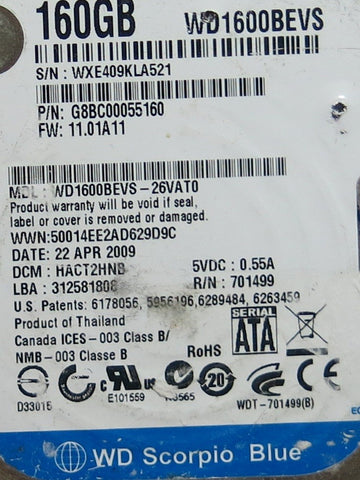 160GB WD1600BEVS
S/N : WXE409KLA521
P/N: G8BC00055160
FW: 11.01A11
MDL : WD1600BEVS-26VAT0
Product warranty will be void if seal,
label or cover is removed or damaged.
WWN:50014EE2AD629D9C
DATE: 22 APR 2009
DCM : HACT2HNB 5VDC : 0.55A
LBA : 312581808 R/N : 701499
U.S. Patents: 6178056, 5956196,6289484, 6263459
Product of Thailand
Canada ICES-003 Class B/
NMB-003 Classe B
RoHS
SERIAL
ATA
D33016 E101559 20 WDT-701499(B)
WD Scorpio Blue